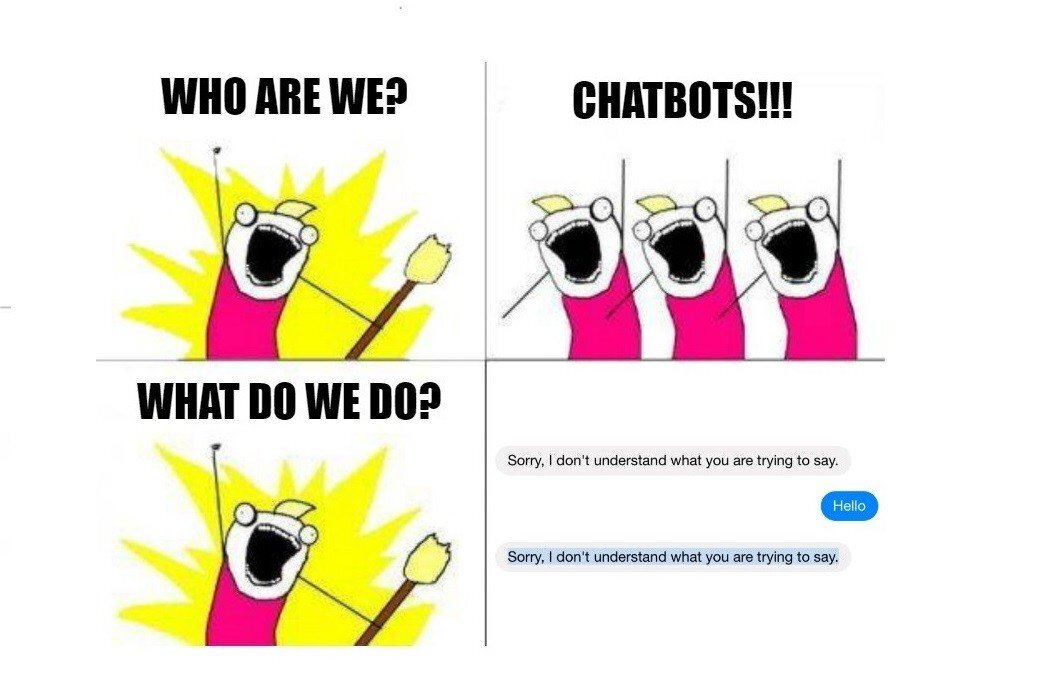 WHO ARE WE?
CHATBOTS!!!
WHAT DO WE DO?
Sorry, I don't understand what you are trying to say.
Hello
Sorry, I don't understand what you are trying to say.